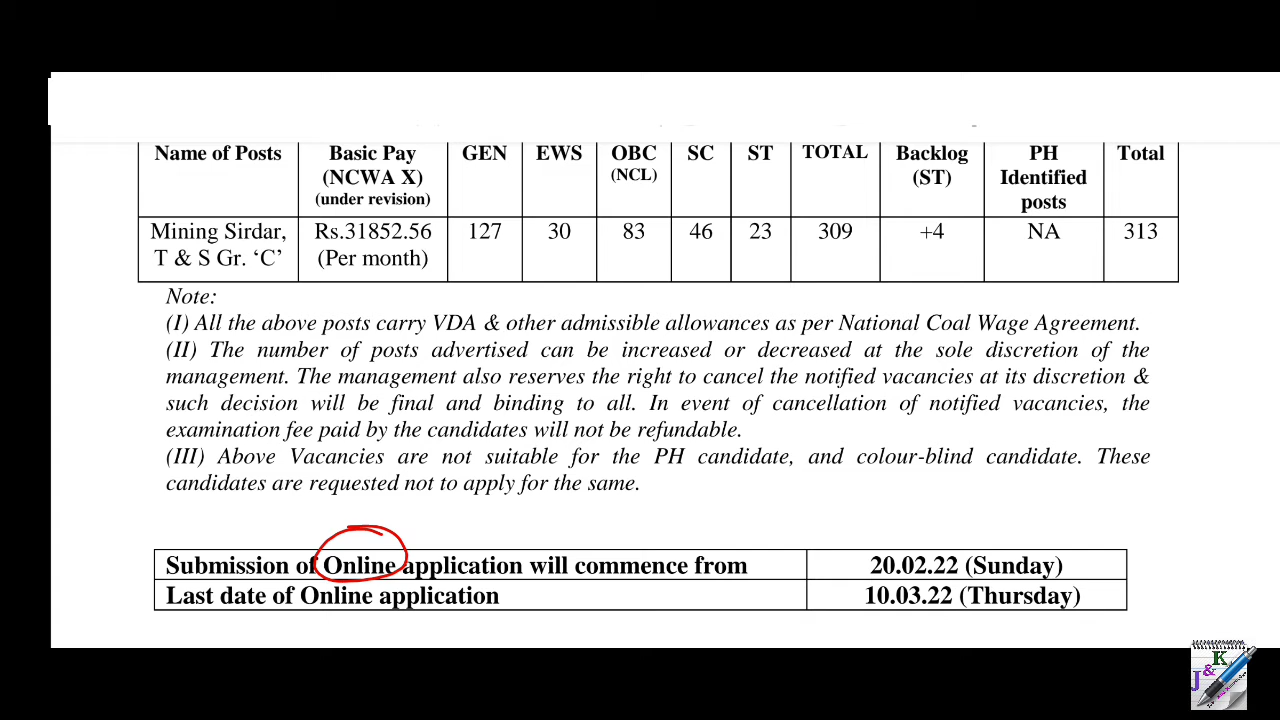 Name of Posts Basic Pay (NCWA X) (under revision) GEN EWS OBC (NCL) SC ST TOTAL Backlog (ST) PH Identified posts Total
Mining Sirdar, T & S Gr. ‘C’ Rs.31852.56 (Per month) 127 30 83 46 23 309 +4 NA 313
Note:
(I) All the above posts carry VDA & other admissible allowances as per National Coal Wage Agreement.
(II) The number of posts advertised can be increased or decreased at the sole discretion of the
management. The management also reserves the right to cancel the notified vacancies at its discretion &
such decision will be final and binding to all. In event of cancellation of notified vacancies, the
examination fee paid by the candidates will not be refundable.
(III) Above Vacancies are not suitable for the PH candidate, and colour-blind candidate. These
candidates are requested not to apply for the same.
Submission of Online application will commence from 20.02.22 (Sunday)
Last date of Online application 10.03.22 (Thursday)
J&K